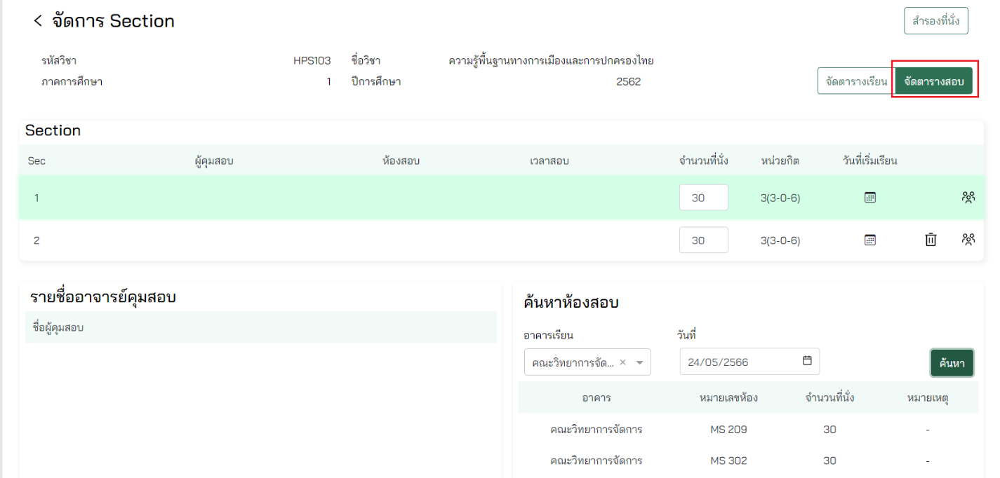 จัดการ Section
สำรองที่นั่ง
รหัสวิชา HPS103 ชื่อวิชา ความรู้พื้นฐานทางการเมืองและการปกครองไทย
ภาคการศึกษา 1 ปีการศึกษา 2562
จัดตารางเรียน จัดตารางสอบ
Section
Sec ผู้คุมสอบ ห้องสอบ เวลาสอบ จำนวนที่นั่ง หน่วยกิต วันที่เริ่มเรียน
1 30 3(3-0-6)
2 30 3(3-0-6)
รายชื่ออาจารย์คุมสอบ
ชื่อผู้คุมสอบ
ค้นหาห้องสอบ
อาคารเรียน วันที่
คณะวิทยาการจัด... 24/05/2566 ค้นหา
อาคาร หมายเลขห้อง จำนวนที่นั่ง หมายเหตุ
คณะวิทยาการจัดการ MS 209 30 -
คณะวิทยาการจัดการ MS 302 30 -